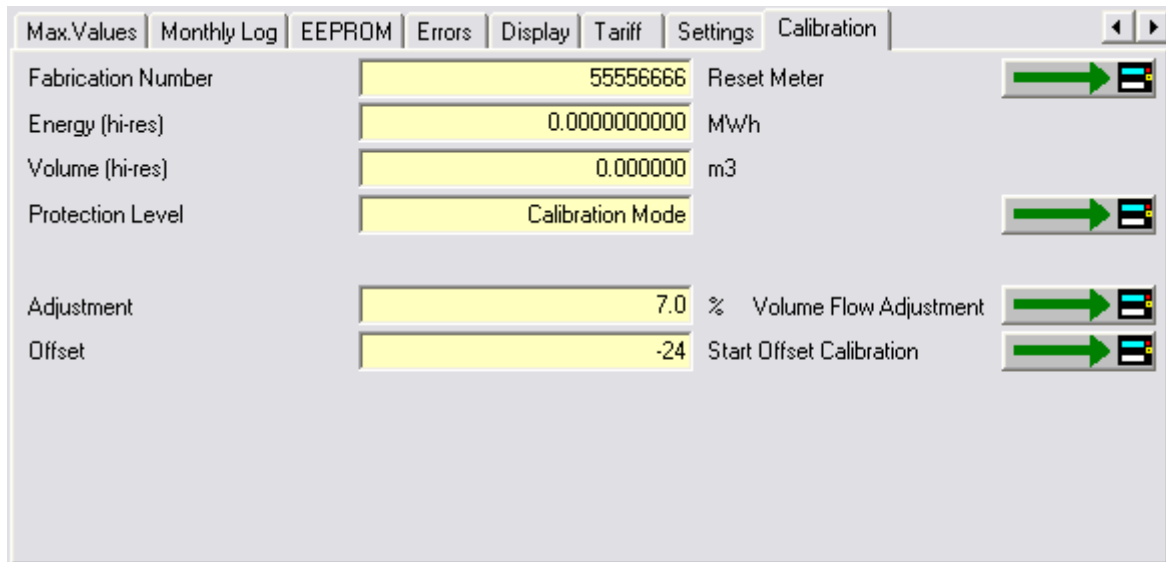 Max.Values Monthly Log EEPROM Errors Display Tariff Settings Calibration
Fabrication Number 55556666 Reset Meter
Energy (hi-res) 0.0000000000 MWh
Volume (hi-res) 0.000000 m3
Protection Level Calibration Mode
Adjustment 7.0 % Volume Flow Adjustment
Offset -24 Start Offset Calibration